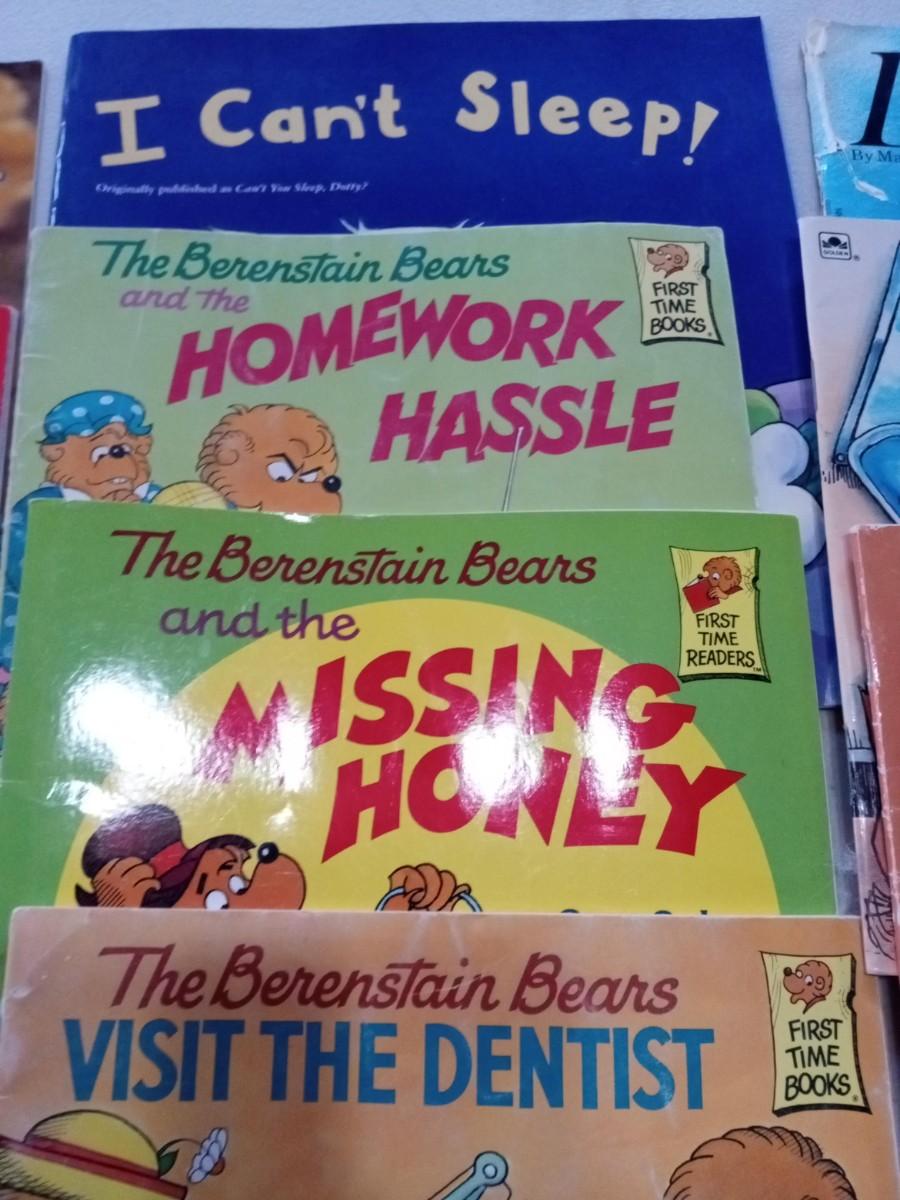 I Can't Sleep!
Originally published as Can't You Sleep, Dotty?
By
GOLDEN
The Berenstain Bears
and the
HOMEWORK
HASSLE
FIRST
TIME
BOOKS
The Berenstain Bears
and the
MISSING
HONEY
FIRST
TIME
READERS
The Berenstain Bears
VISIT THE DENTIST
FIRST
TIME
BOOKS